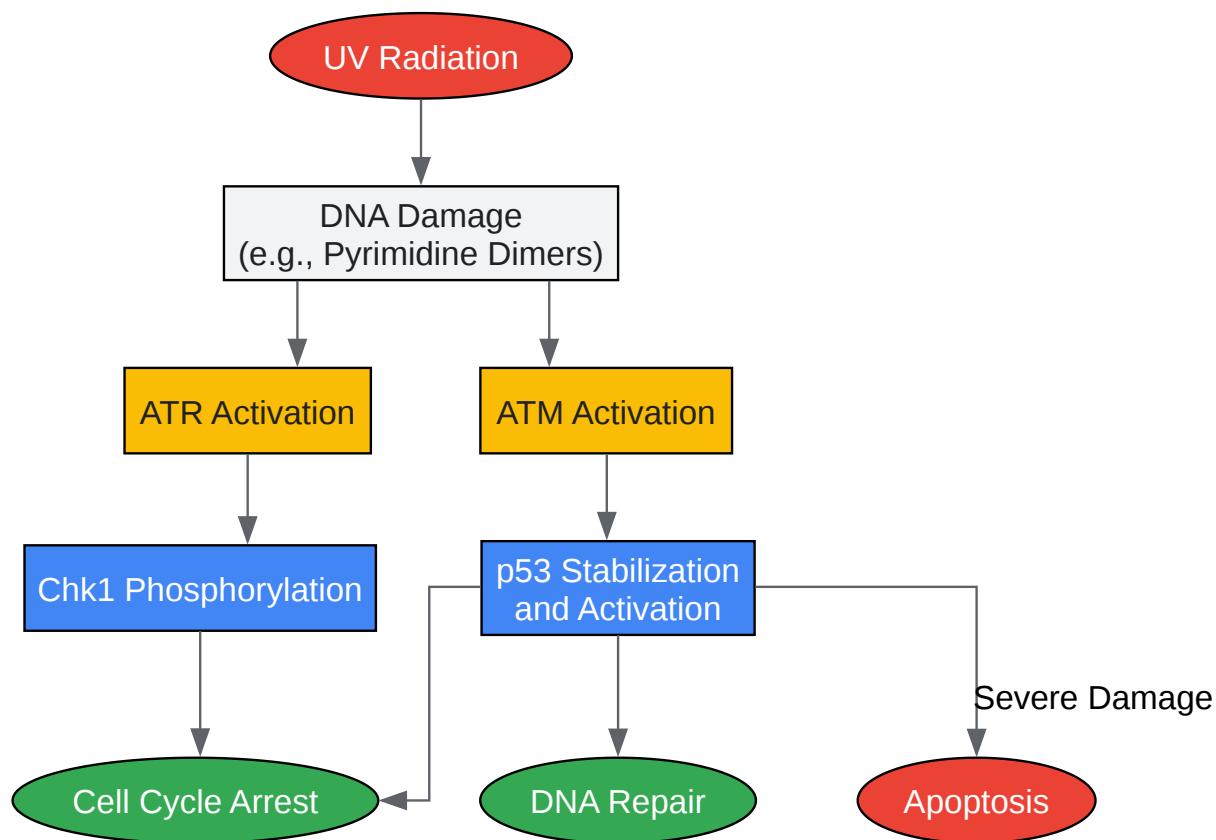 UV Radiation
DNA Damage
(e.g., Pyrimidine Dimers)
ATR Activation
ATM Activation
Chk1 Phosphorylation
p53 Stabilization
and Activation
Severe Damage
Cell Cycle Arrest
DNA Repair
Apoptosis